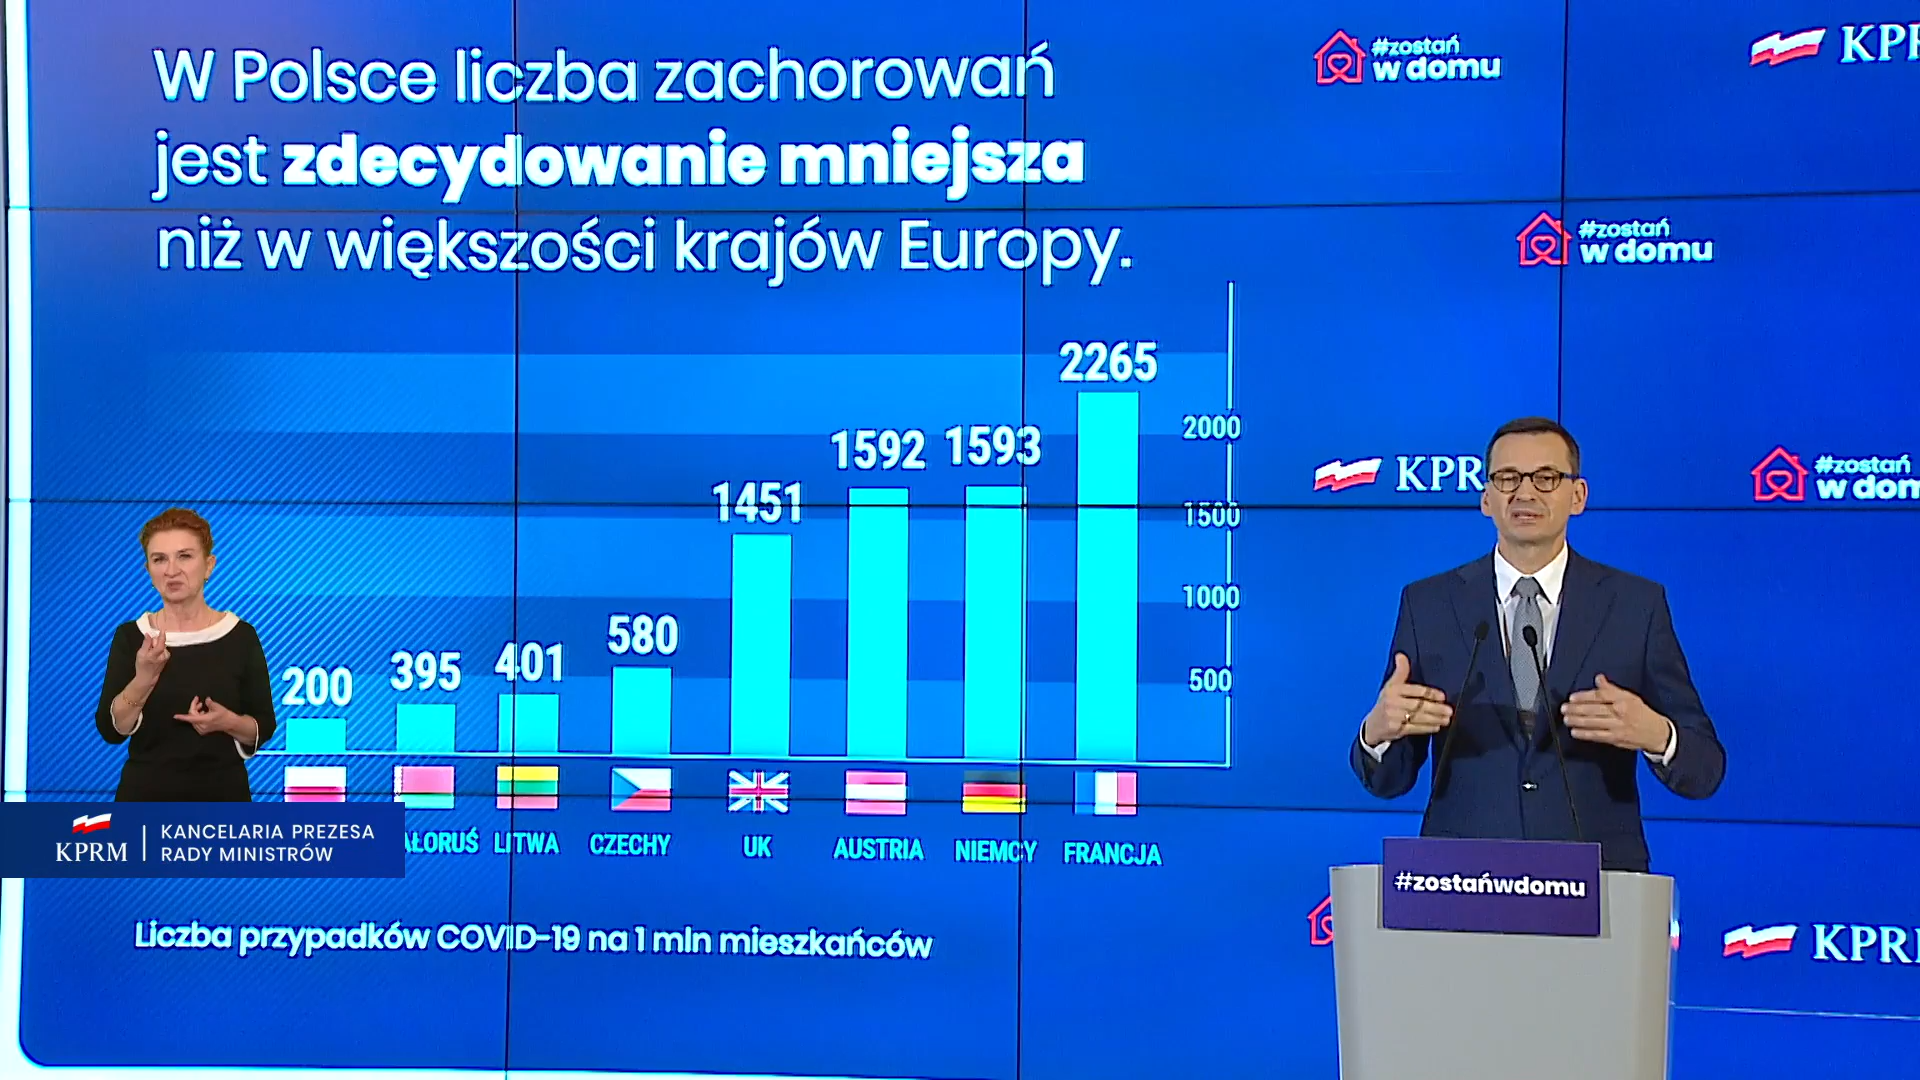 W Polsce liczba zachorowań
jest zdecydowanie mniejsza
niż w większości krajów Europy.
#zostań
w domu
KPR
#zostań
w domu
2265
2000
1592
1593
KPR
#zostań
w dom
1451
1500
1000
580
401
395
200
500
AŁORUŚ
LITWA
CZECHY
UK
AUSTRIA
NIEMCY
FRANCJA
KPRM
KANCELARIA PREZESA
RADY MINISTRÓW
#zostańwdomu
Liczba przypadków COVID-19 na 1 mln mieszkańców
KPRM